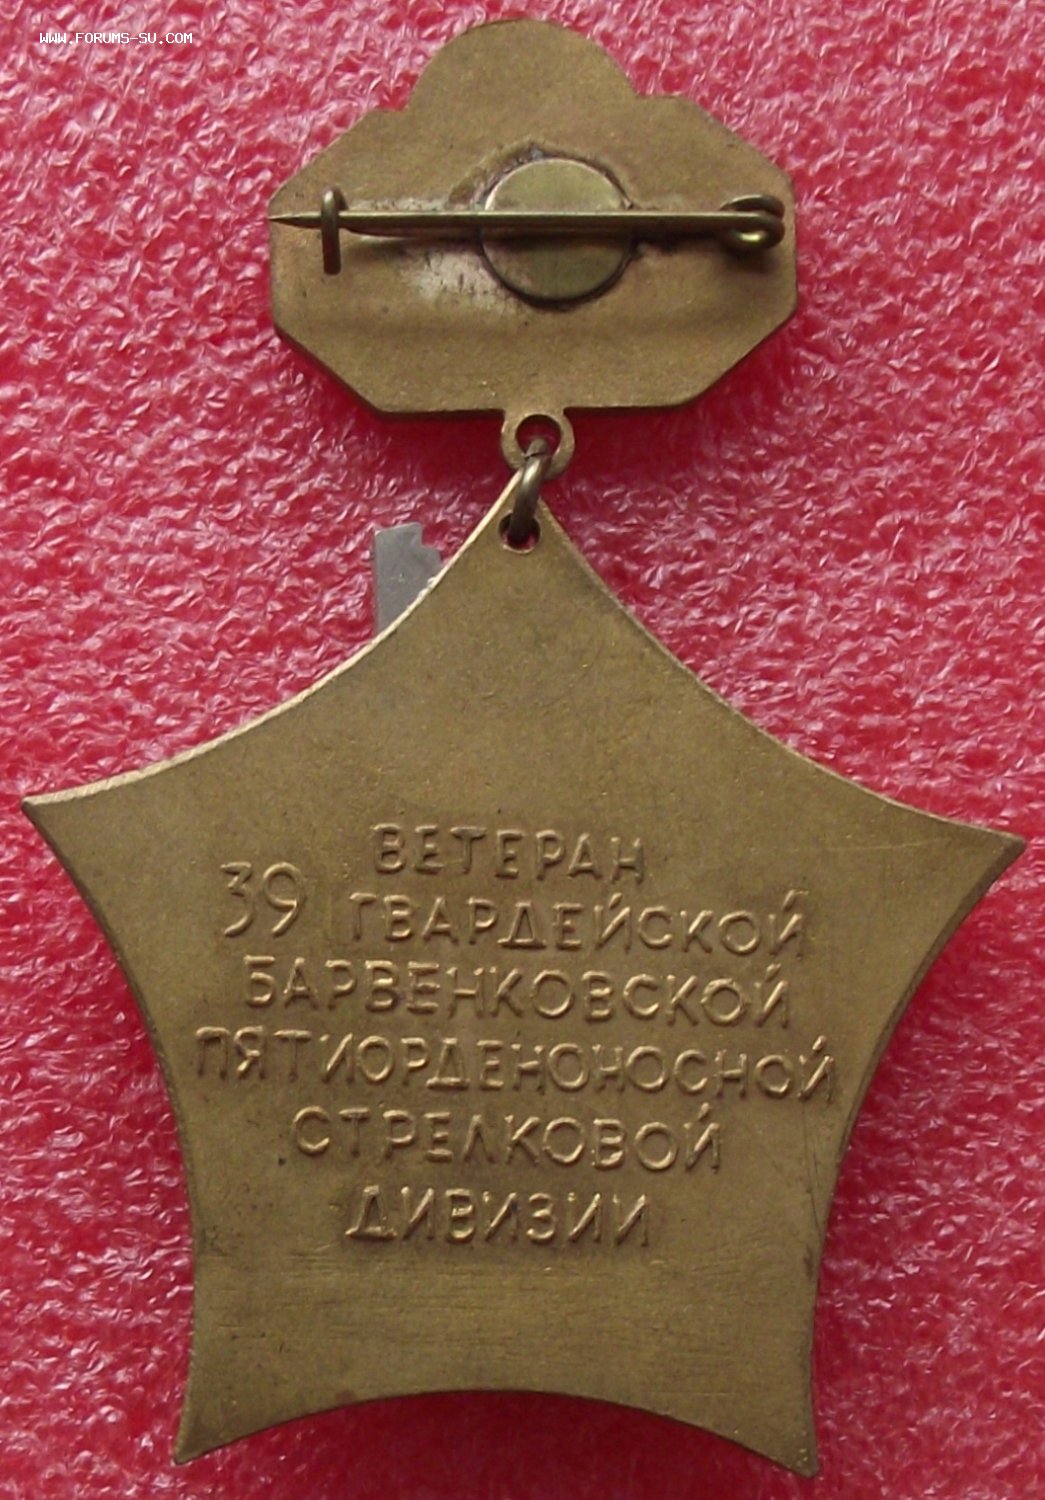 WWW.FORUMS-SU.COM
ВЕТЕРАН
39 ГВАРДЕЙСКОЙ
БАРВЕНКОВСКОЙ
ПЯТИОРДЕНОНОСНОЙ
СТРЕЛКОВОЙ
ДИВИЗИИ